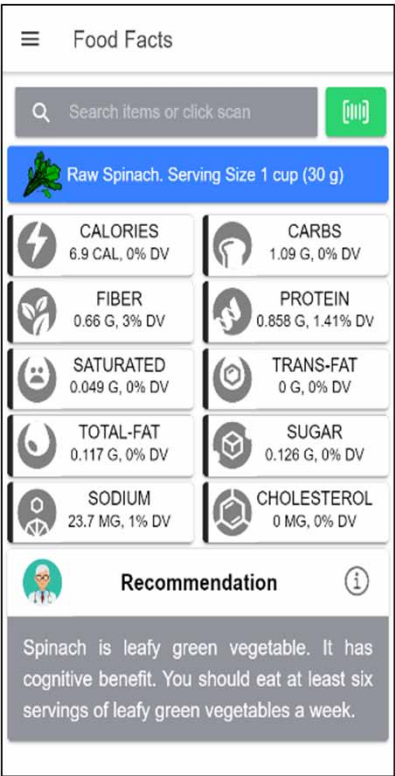 Food Facts
Search items or click scan
Raw Spinach. Serving Size 1 cup (30 g)
CALORIES
6.9 CAL, 0% DV
CARBS
1.09 G, 0% DV
FIBER
0.66 G, 3% DV
PROTEIN
0.858 G, 1.41% DV
SATURATED
0.049 G, 0% DV
TRANS-FAT
0 G, 0% DV
TOTAL-FAT
0.117 G, 0% DV
SUGAR
0.126 G, 0% DV
SODIUM
23.7 MG, 1% DV
CHOLESTEROL
0 MG, 0% DV
Recommendation
Spinach is leafy green vegetable. It has
cognitive benefit. You should eat at least six
servings of leafy green vegetables a week.